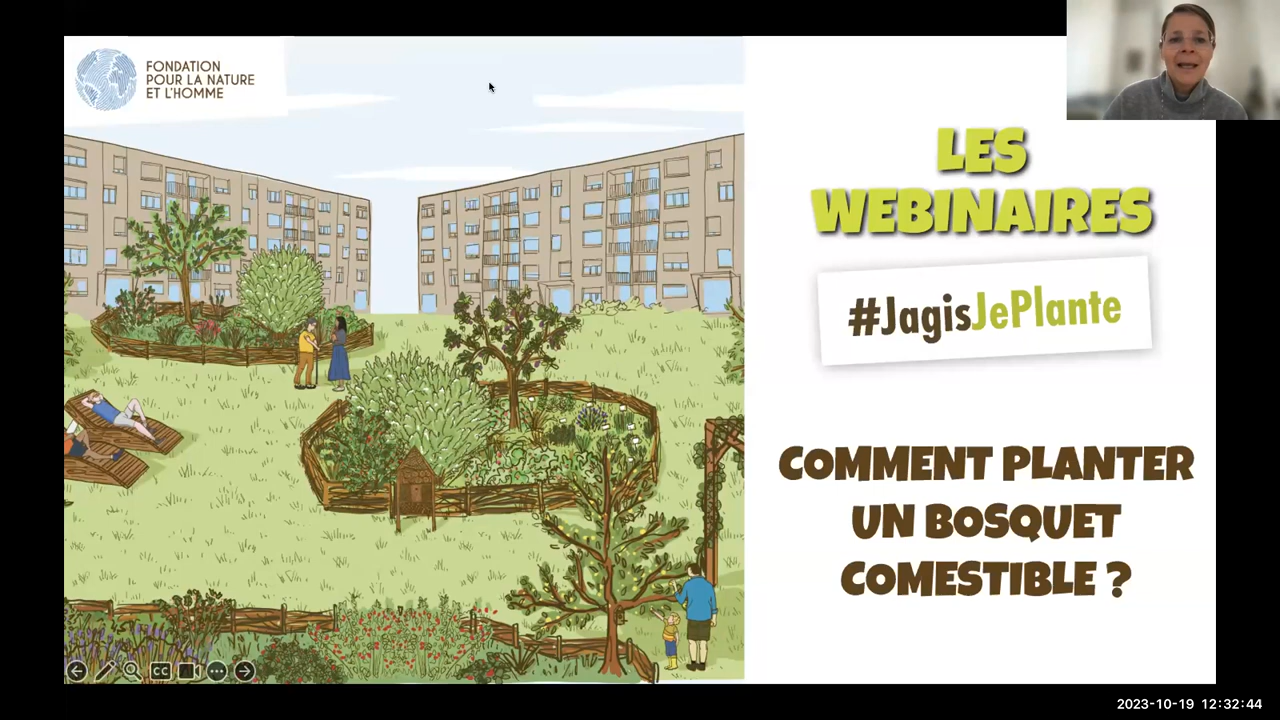 FONDATION
POUR LA NATURE
ET L'HOMME
LES
WEBINAIRES
#JagisJePlante
COMMENT PLANTER
UN BOSQUET
COMESTIBLE ?
CC
2023-10-19 12:32:44